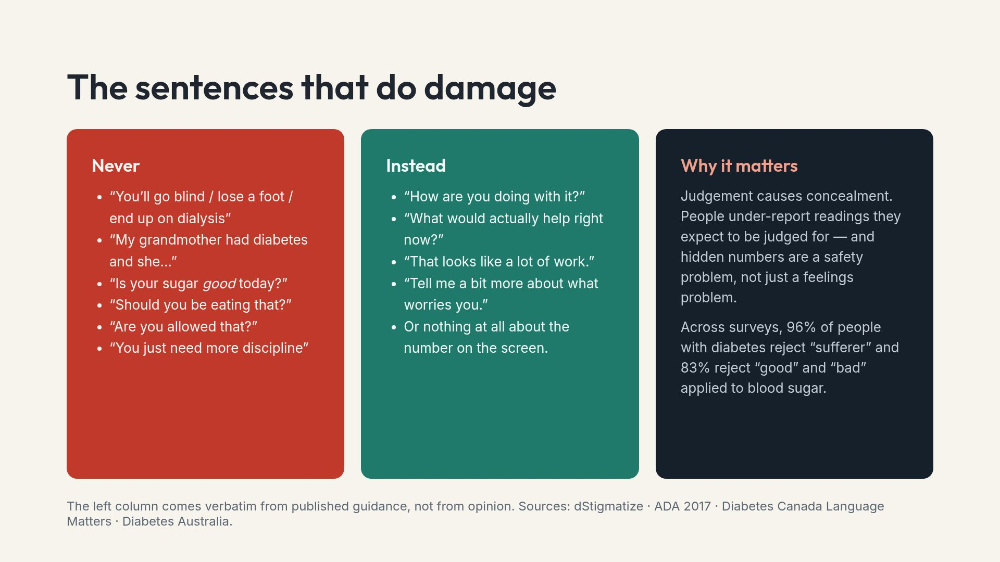 The sentences that do damage
Never
• “You’ll go blind / lose a foot /
end up on dialysis”
• “My grandmother had diabetes
and she…”
• “Is your sugar good today?”
• “Should you be eating that?”
• “Are you allowed that?”
• “You just need more discipline”
Instead
• “How are you doing with it?”
• “What would actually help right
now?”
• “That looks like a lot of work.”
• “Tell me a bit more about what
worries you.”
• Or nothing at all about the
number on the screen.
Why it matters
Judgement causes concealment.
People under-report readings they
expect to be judged for — and
hidden numbers are a safety
problem, not just a feelings
problem.
Across surveys, 96% of people
with diabetes reject “sufferer” and
83% reject “good” and “bad”
applied to blood sugar.
The left column comes verbatim from published guidance, not from opinion. Sources: dStigmatize · ADA 2017 · Diabetes Canada Language
Matters · Diabetes Australia.